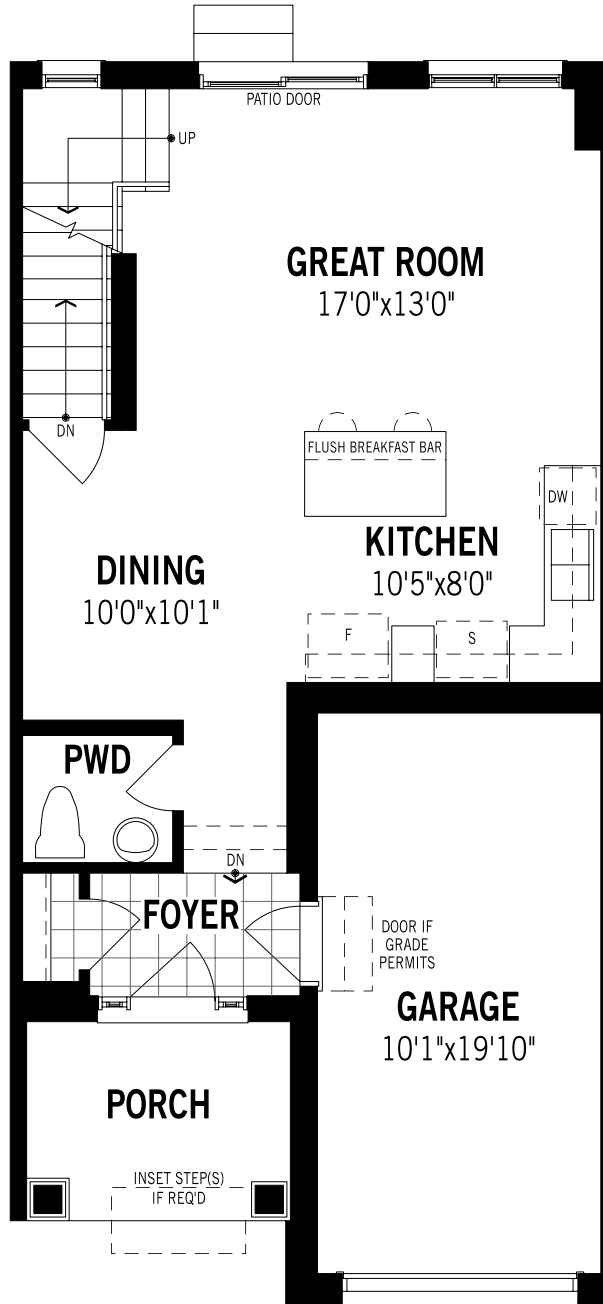 PATIO DOOR
UP
GREAT ROOM
17'0"x13'0"
DN
FLUSH BREAKFAST BAR
DW
KITCHEN
10'5"x8'0"
DINING
10'0"x10'1"
F
S
PWD
DN
FOYER
DOOR IF
GRADE
PERMITS
GARAGE
10'1"x19'10"
PORCH
INSET STEP(S)
IF REQ'D